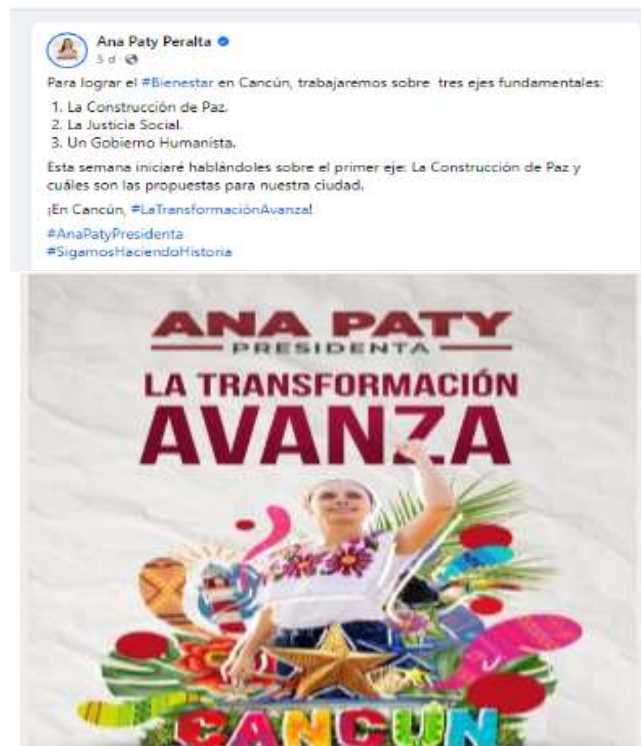 Ana Paty Peralta
5 d
Para lograr el #Bienestar en Cancún, trabajaremos sobre tres ejes fundamentales:
1. La Construcción de Paz.
2. La Justicia Social.
3. Un Gobierno Humanista.
Esta semana iniciaré hablándoles sobre el primer eje: La Construcción de Paz y
cuáles son las propuestas para nuestra ciudad.
¡En Cancún, #LaTransformaciónAvanza!
#AnaPatyPresidenta
#SigamosHaciendoHistoria
ANA PATY
PRESIDENTA
LA TRANSFORMACIÓN
AVANZA
CANCÚN